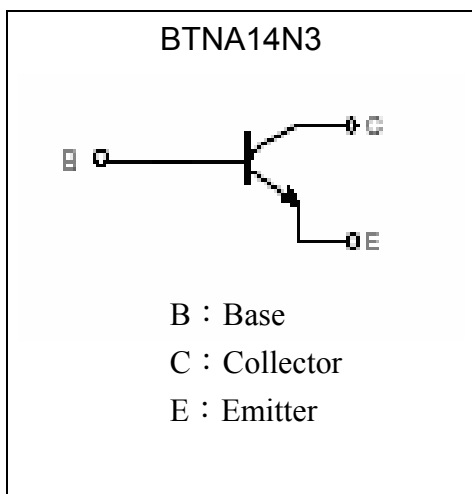 BTNA14N3
C
B
E
B：Base
C：Collector
E：Emitter